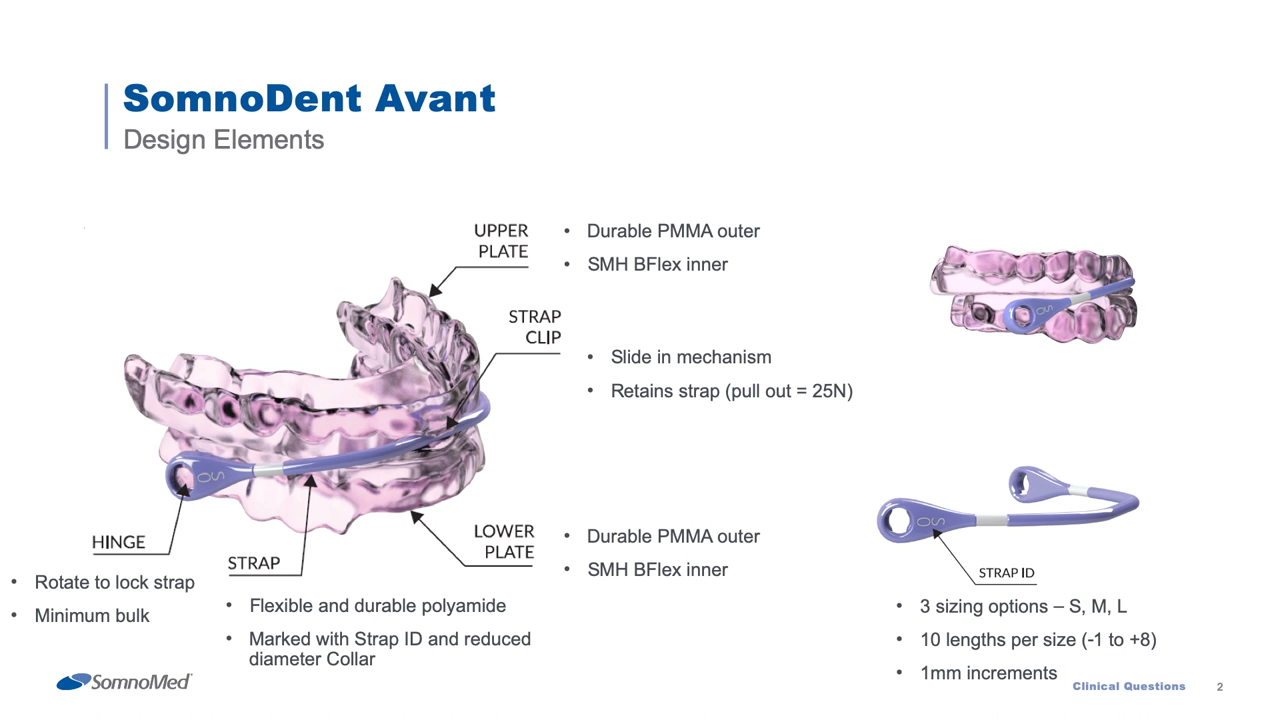 SomnoDent Avant
Design Elements
UPPER
PLATE
• Durable PMMA outer
• SMH BFlex inner
STRAP
CLIP
• Slide in mechanism
• Retains strap (pull out = 25N)
HINGE
• Rotate to lock strap
• Minimum bulk
STRAP
• Flexible and durable polyamide
• Marked with Strap ID and reduced
diameter Collar
LOWER
PLATE
• Durable PMMA outer
• SMH BFlex inner
STRAP ID
• 3 sizing options – S, M, L
• 10 lengths per size (-1 to +8)
• 1mm increments
SomnoMed
Clinical Questions
2